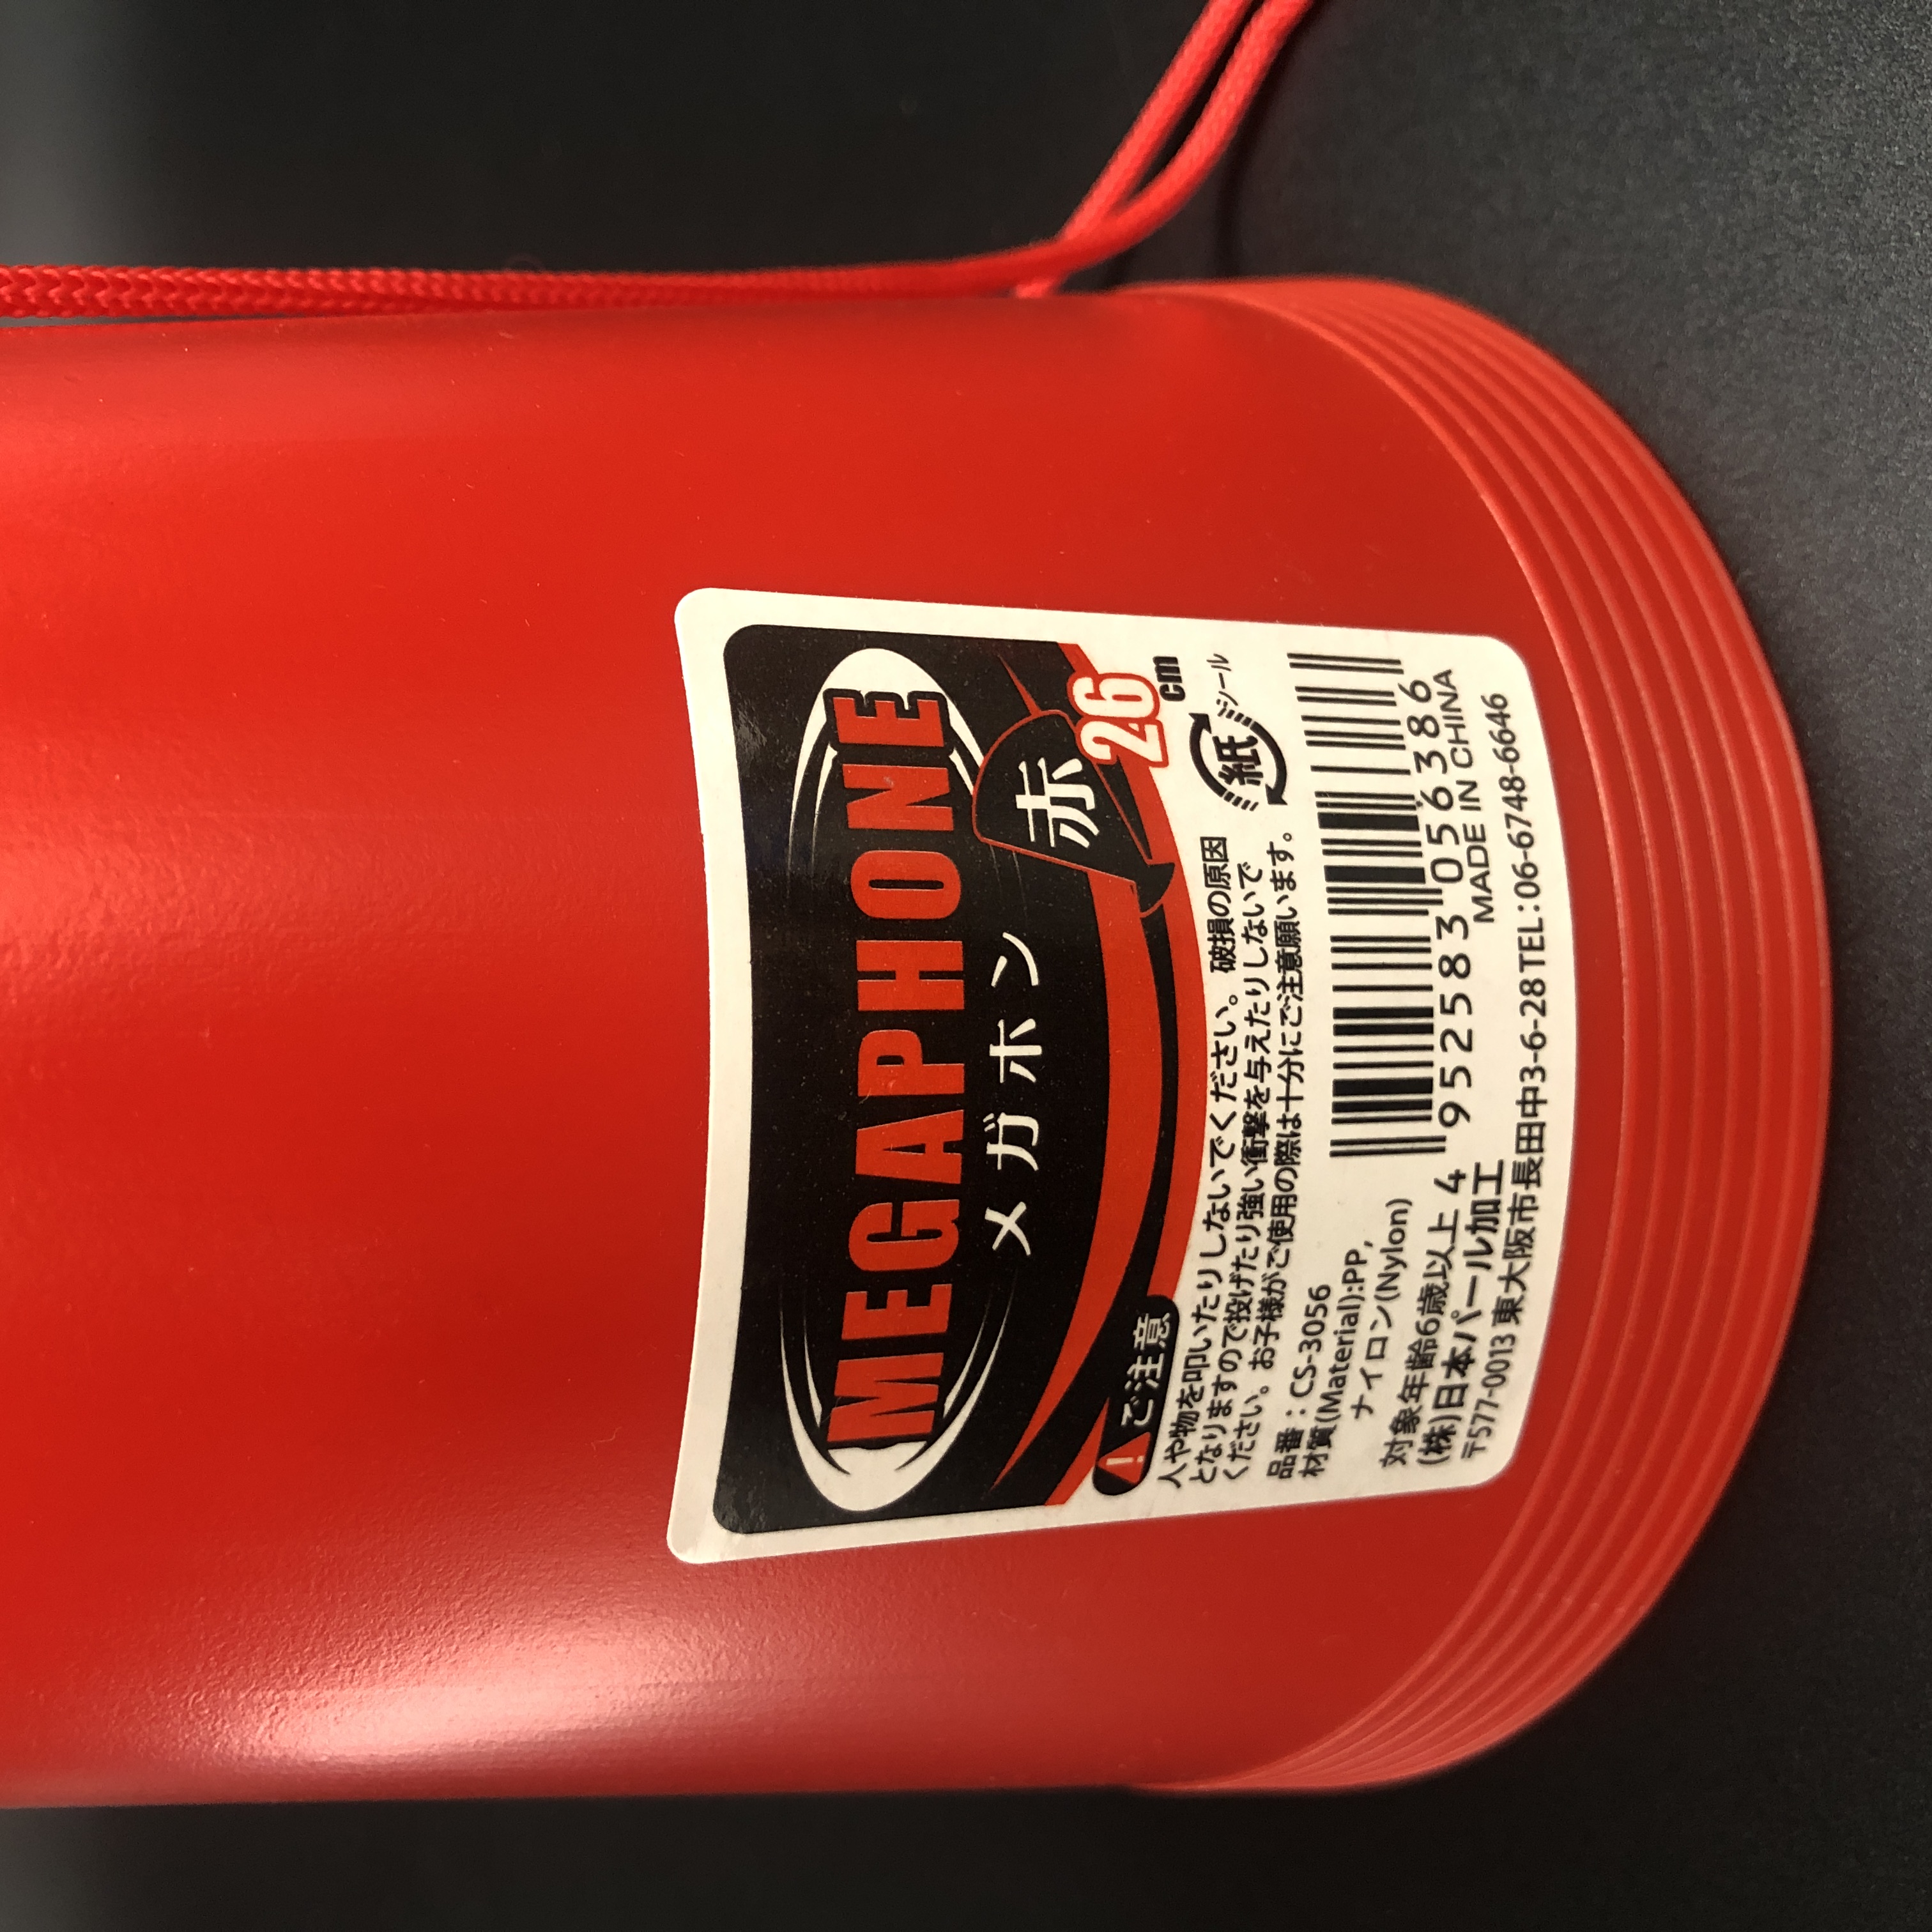 MEGAPHONE
メガホン
赤
26cm
ご注意
紙
シール
人や物を叩いたりしないでください。破損の原因
となりますので投げたり強い衝撃を与えたりしないで
ください。お子様がご使用の際は十分にご注意願います。
品番：CS-3056
材質(Material):PP,
ナイロン(Nylon)
対象年齢6歳以上
4 952583 056386
MADE IN CHINA
(株)日本パール加工
〒577-0013 東大阪市長田中3-6-28 TEL:06-6748-6646